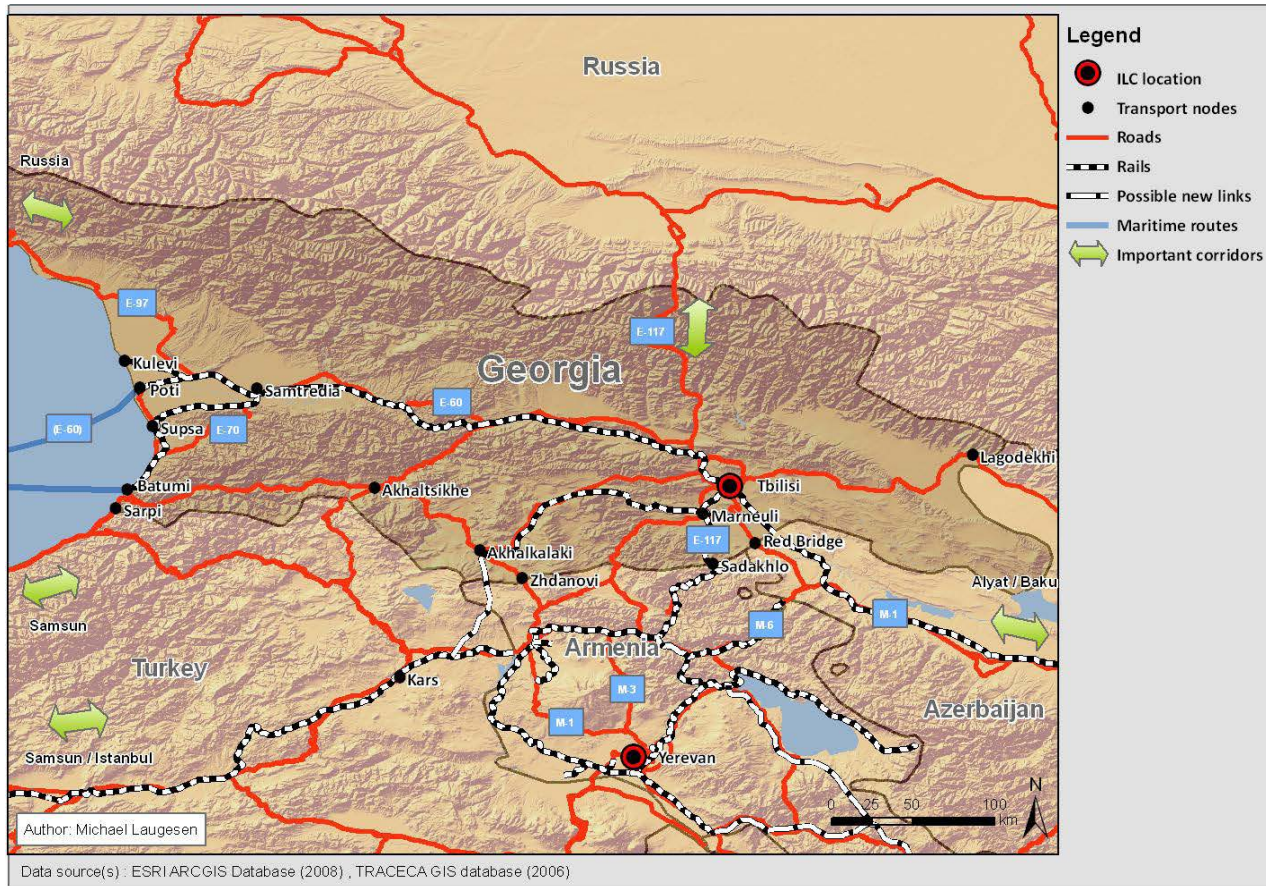 Russia
Russia
E-97
E-117
Georgia
Kulevi
Poti
Samtredia
E-60
(E-60)
Supsa
E-70
Lagodekhi
Batumi
Akhaltsikhe
Tbilisi
Sarpi
Marneuli
E-117
Red Bridge
Akhalkalaki
Sadakhlo
Zhdanovi
Alyat / Baku
Samsun
M-6
M-1
Armenia
Turkey
Kars
M-3
Azerbaijan
M-1
Samsun / Istanbul
Yerevan
N
0 25 50 100
km
Author: Michael Laugesen
Data source(s) : ESRI ARCGIS Database (2008) , TRACECA GIS database (2006)
Legend
ILC location
Transport nodes
Roads
Rails
Possible new links
Maritime routes
Important corridors